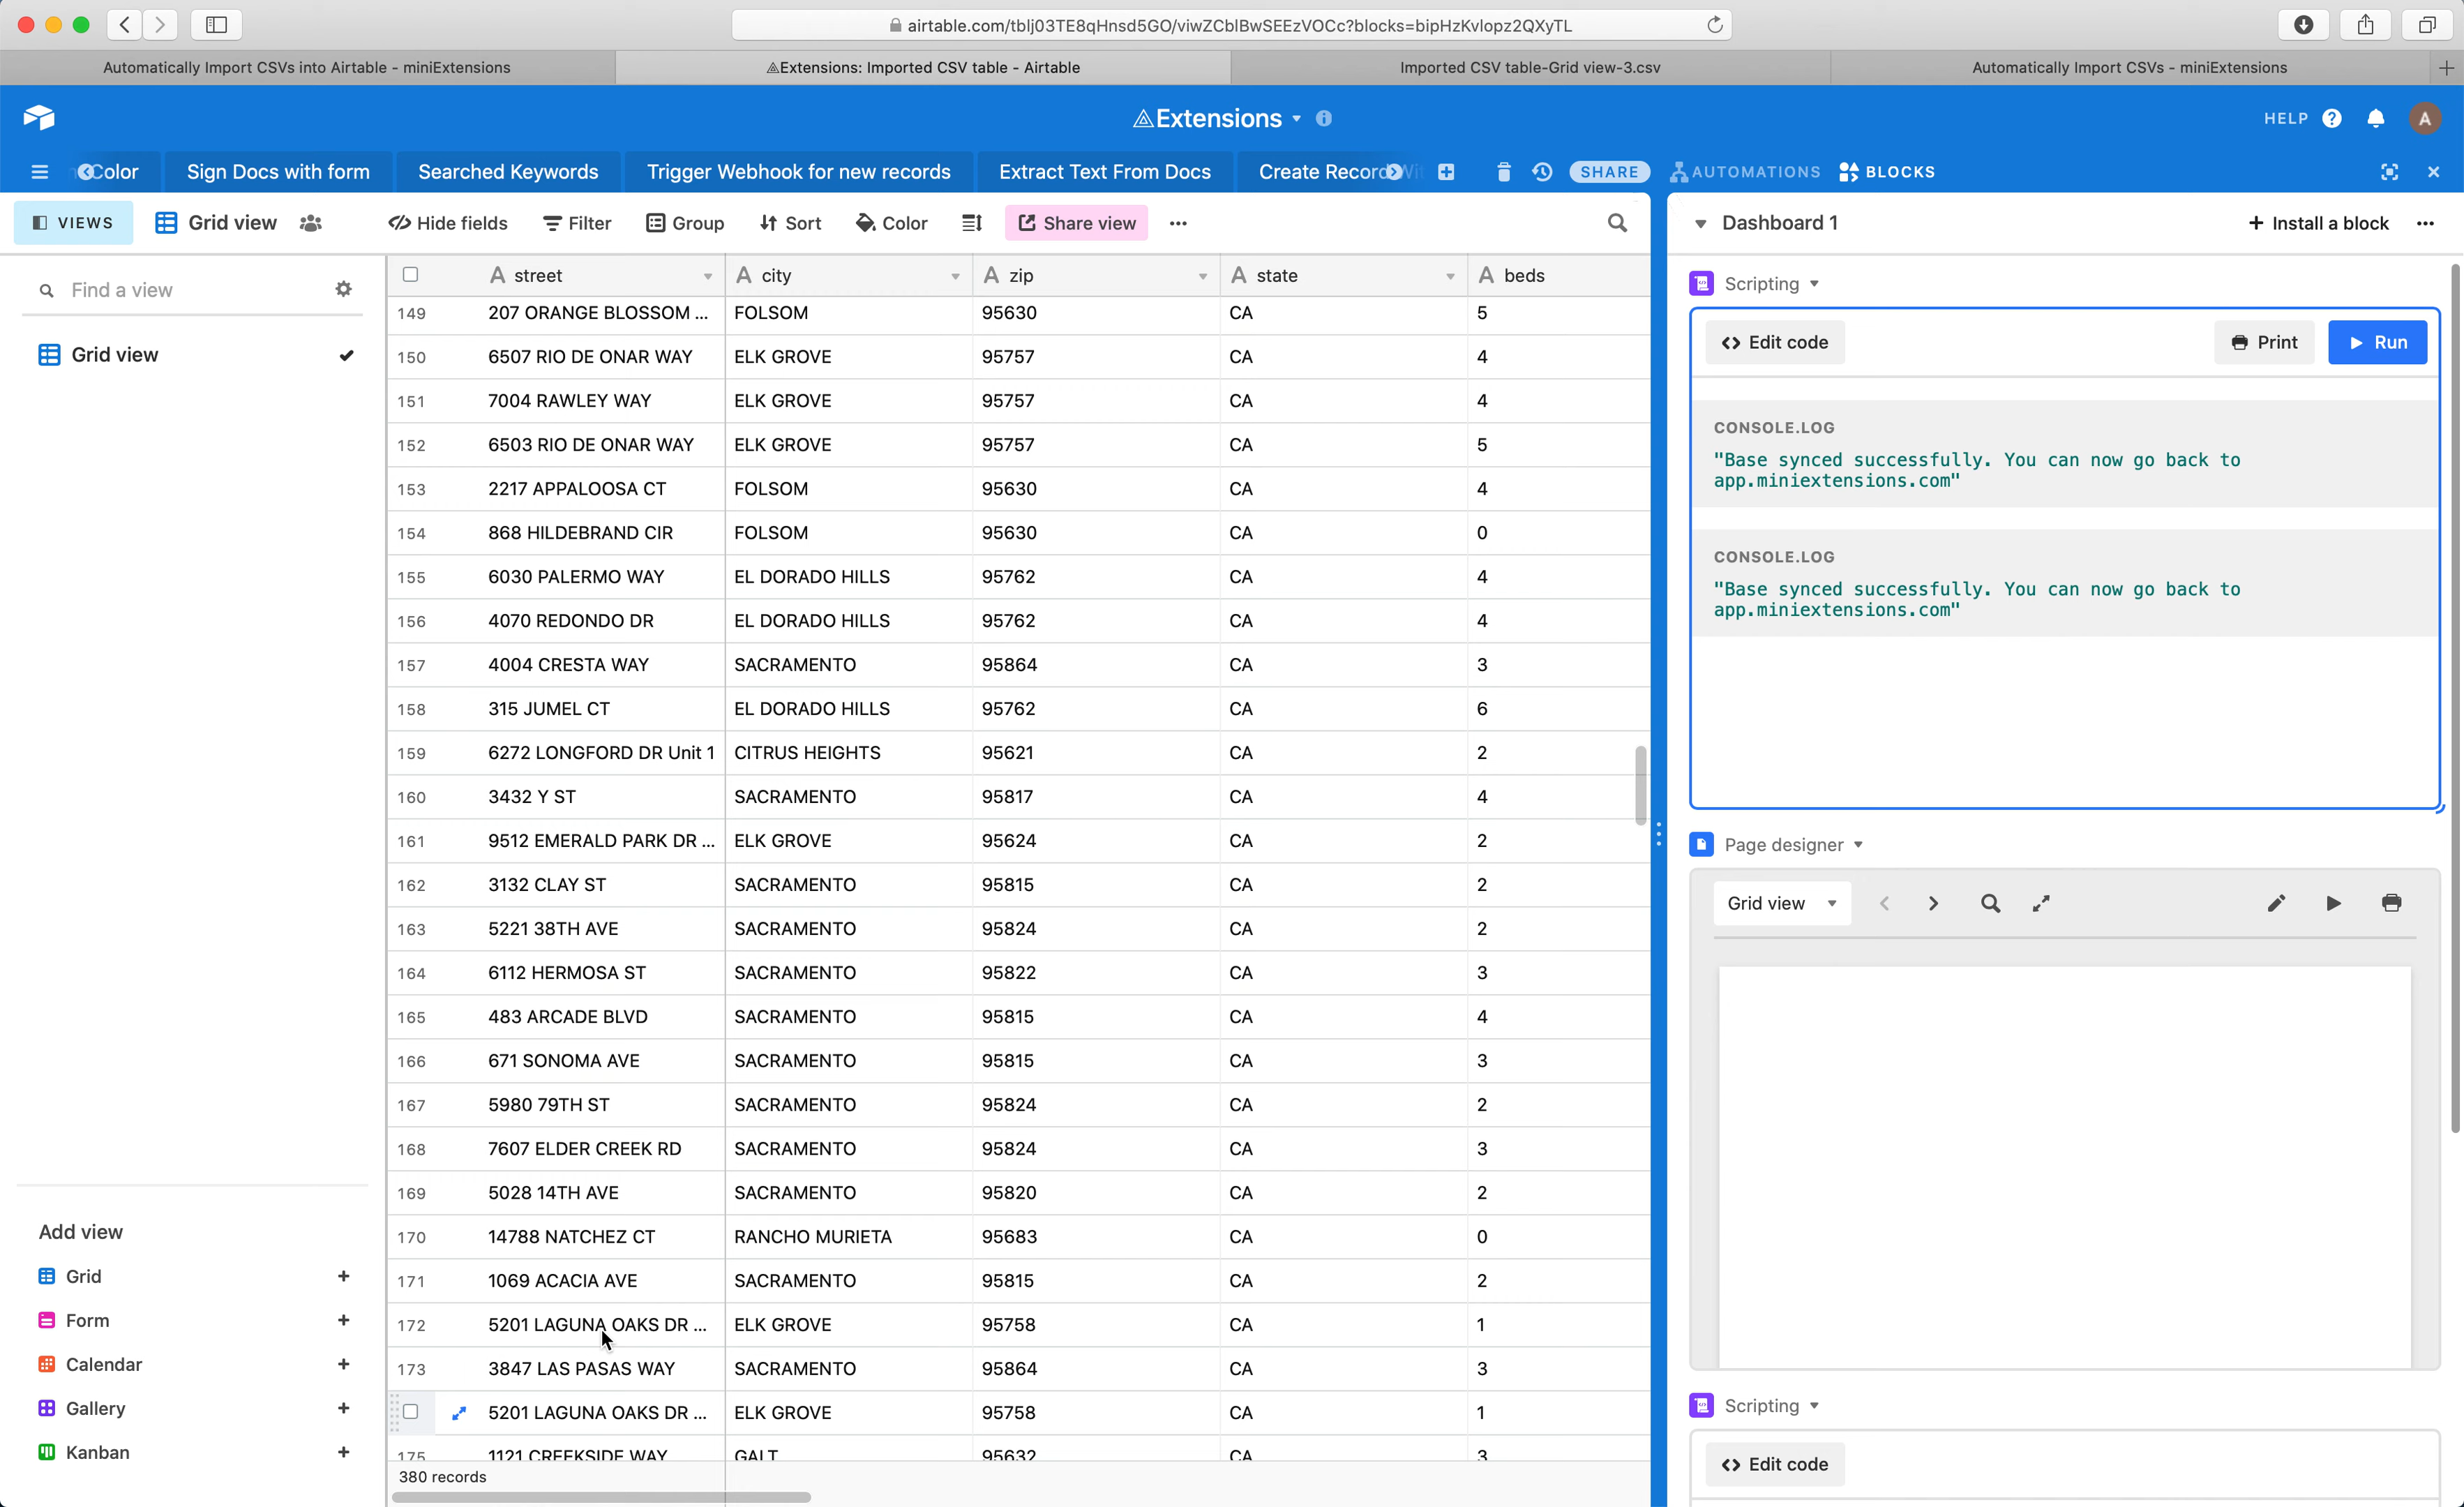 airtable.com/tblj03TE8qHnsd5GO/viwZCblBwSEEzVOCc?blocks=bipHzKvlopz2QXyTL
Automatically Import CSVs into Airtable - miniExtensions
Extensions: Imported CSV table - Airtable
Imported CSV table-Grid view-3.csv
Automatically Import CSVs - miniExtensions
Extensions
HELP
A
Color
Sign Docs with form
Searched Keywords
Trigger Webhook for new records
Extract Text From Docs
Create Record
SHARE
AUTOMATIONS
BLOCKS
VIEWS
Grid view
Hide fields
Filter
Group
Sort
Color
Share view
Dashboard 1
+ Install a block
Find a view
Grid view
A street
A city
A zip
A state
A beds
149 207 ORANGE BLOSSOM ... FOLSOM 95630 CA 5
150 6507 RIO DE ONAR WAY ELK GROVE 95757 CA 4
151 7004 RAWLEY WAY ELK GROVE 95757 CA 4
152 6503 RIO DE ONAR WAY ELK GROVE 95757 CA 5
153 2217 APPALOOSA CT FOLSOM 95630 CA 4
154 868 HILDEBRAND CIR FOLSOM 95630 CA 0
155 6030 PALERMO WAY EL DORADO HILLS 95762 CA 4
156 4070 REDONDO DR EL DORADO HILLS 95762 CA 4
157 4004 CRESTA WAY SACRAMENTO 95864 CA 3
158 315 JUMEL CT EL DORADO HILLS 95762 CA 6
159 6272 LONGFORD DR Unit 1 CITRUS HEIGHTS 95621 CA 2
160 3432 Y ST SACRAMENTO 95817 CA 4
161 9512 EMERALD PARK DR ... ELK GROVE 95624 CA 2
162 3132 CLAY ST SACRAMENTO 95815 CA 2
163 5221 38TH AVE SACRAMENTO 95824 CA 2
164 6112 HERMOSA ST SACRAMENTO 95822 CA 3
165 483 ARCADE BLVD SACRAMENTO 95815 CA 4
166 671 SONOMA AVE SACRAMENTO 95815 CA 3
167 5980 79TH ST SACRAMENTO 95824 CA 2
168 7607 ELDER CREEK RD SACRAMENTO 95824 CA 3
169 5028 14TH AVE SACRAMENTO 95820 CA 2
170 14788 NATCHEZ CT RANCHO MURIETA 95683 CA 0
171 1069 ACACIA AVE SACRAMENTO 95815 CA 2
172 5201 LAGUNA OAKS DR ... ELK GROVE 95758 CA 1
173 3847 LAS PASAS WAY SACRAMENTO 95864 CA 3
5201 LAGUNA OAKS DR ... ELK GROVE 95758 CA 1
175 1121 CREEKSIDE WAY GALT 95632 CA 3
380 records
Add view
Grid +
Form +
Calendar +
Gallery +
Kanban +
Scripting
Edit code
Print
Run
CONSOLE.LOG
"Base synced successfully. You can now go back to
app.miniextensions.com"
CONSOLE.LOG
"Base synced successfully. You can now go back to
app.miniextensions.com"
Page designer
Grid view
Scripting
Edit code